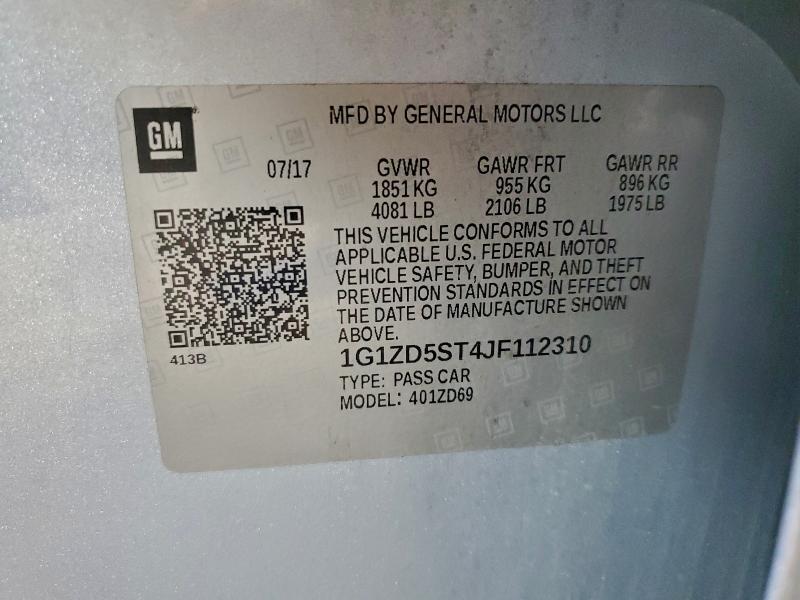 GM
MFD BY GENERAL MOTORS LLC
07/17 GVWR GAWR FRT GAWR RR
1851 KG 955 KG 896 KG
4081 LB 2106 LB 1975 LB
THIS VEHICLE CONFORMS TO ALL
APPLICABLE U.S. FEDERAL MOTOR
VEHICLE SAFETY, BUMPER, AND THEFT
PREVENTION STANDARDS IN EFFECT ON
THE DATE OF MANUFACTURE SHOWN
ABOVE.
413B
1G1ZD5ST4JF112310
TYPE: PASS CAR
MODEL: 401ZD69